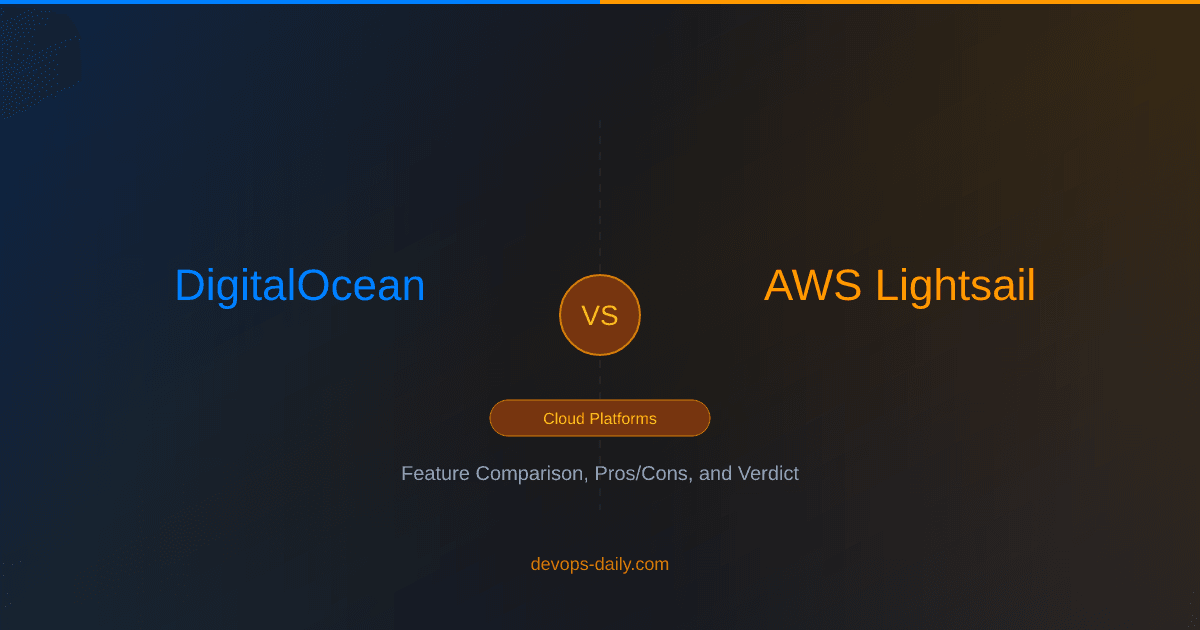 DigitalOcean
VS
AWS Lightsail
Cloud Platforms
Feature Comparison, Pros/Cons, and Verdict
devops-daily.com